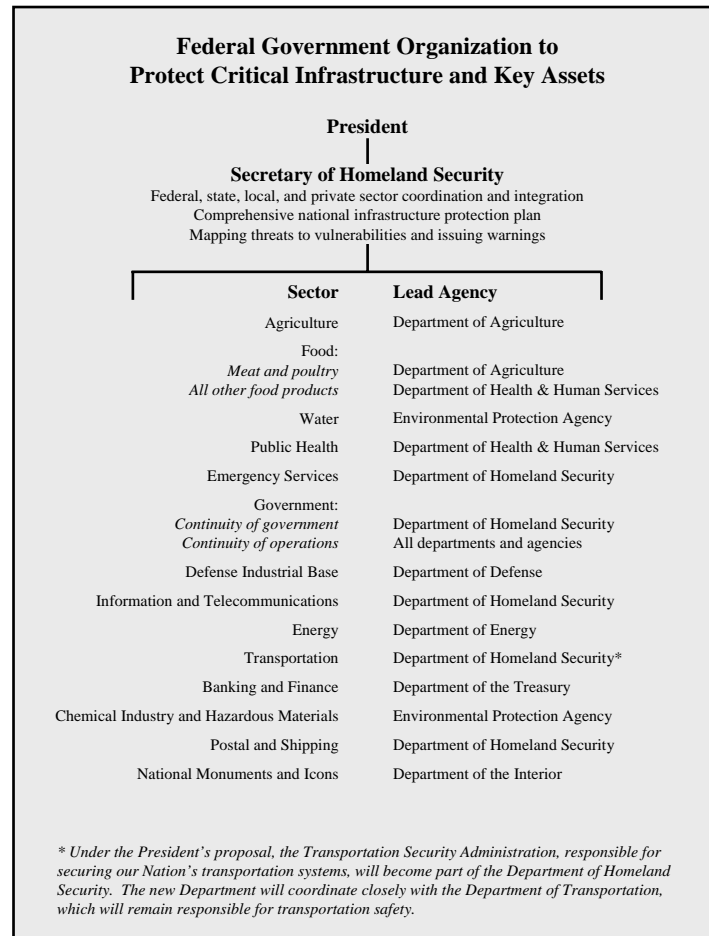 Federal Government Organization to
Protect Critical Infrastructure and Key Assets
President
Secretary of Homeland Security
Federal, state, local, and private sector coordination and integration
Comprehensive national infrastructure protection plan
Mapping threats to vulnerabilities and issuing warnings
Sector Lead Agency
Agriculture Department of Agriculture
Food:
Meat and poultry Department of Agriculture
All other food products Department of Health & Human Services
Water Environmental Protection Agency
Public Health Department of Health & Human Services
Emergency Services Department of Homeland Security
Government:
Continuity of government Department of Homeland Security
Continuity of operations All departments and agencies
Defense Industrial Base Department of Defense
Information and Telecommunications Department of Homeland Security
Energy Department of Energy
Transportation Department of Homeland Security*
Banking and Finance Department of the Treasury
Chemical Industry and Hazardous Materials Environmental Protection Agency
Postal and Shipping Department of Homeland Security
National Monuments and Icons Department of the Interior
* Under the President’s proposal, the Transportation Security Administration, responsible for
securing our Nation’s transportation systems, will become part of the Department of Homeland
Security. The new Department will coordinate closely with the Department of Transportation,
which will remain responsible for transportation safety.